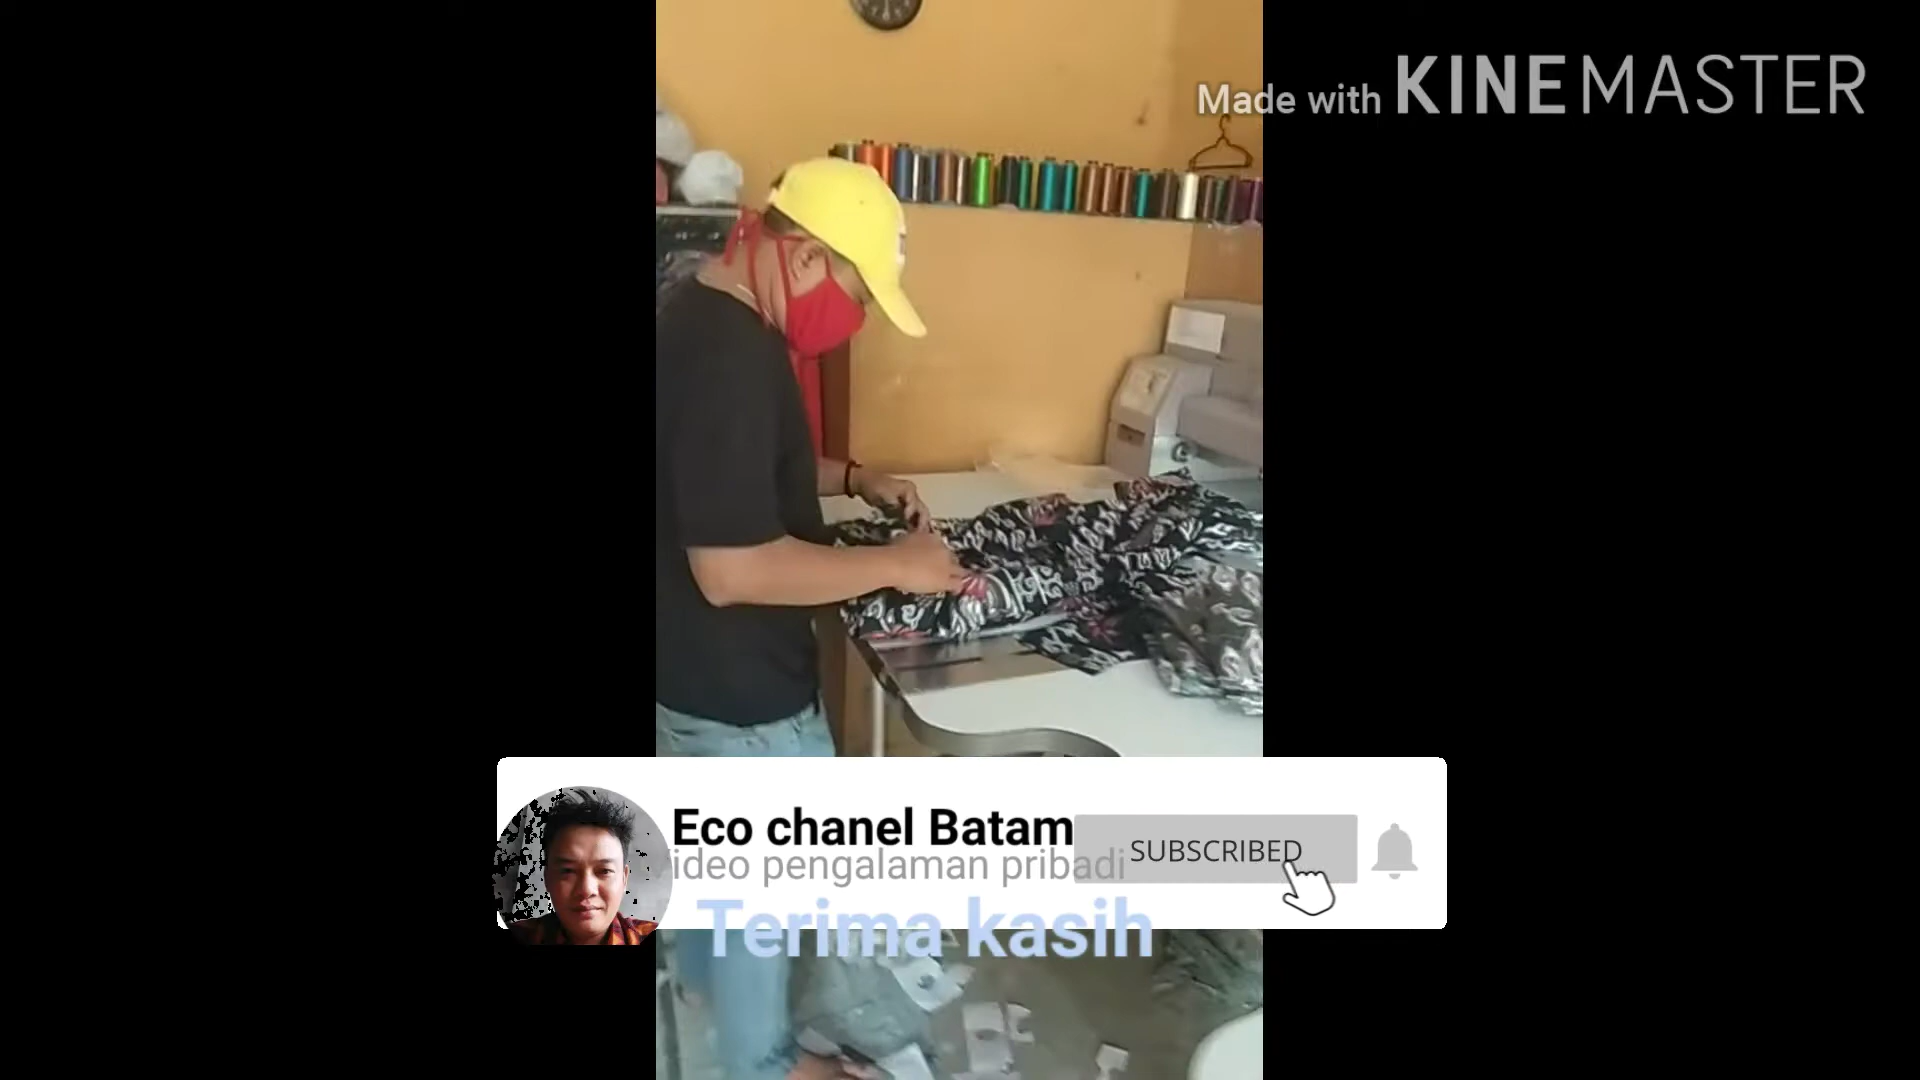 Made with KINEMASTER
Eco chanel Batam
Video pengalaman pribadi
SUBSCRIBED
Terima kasih